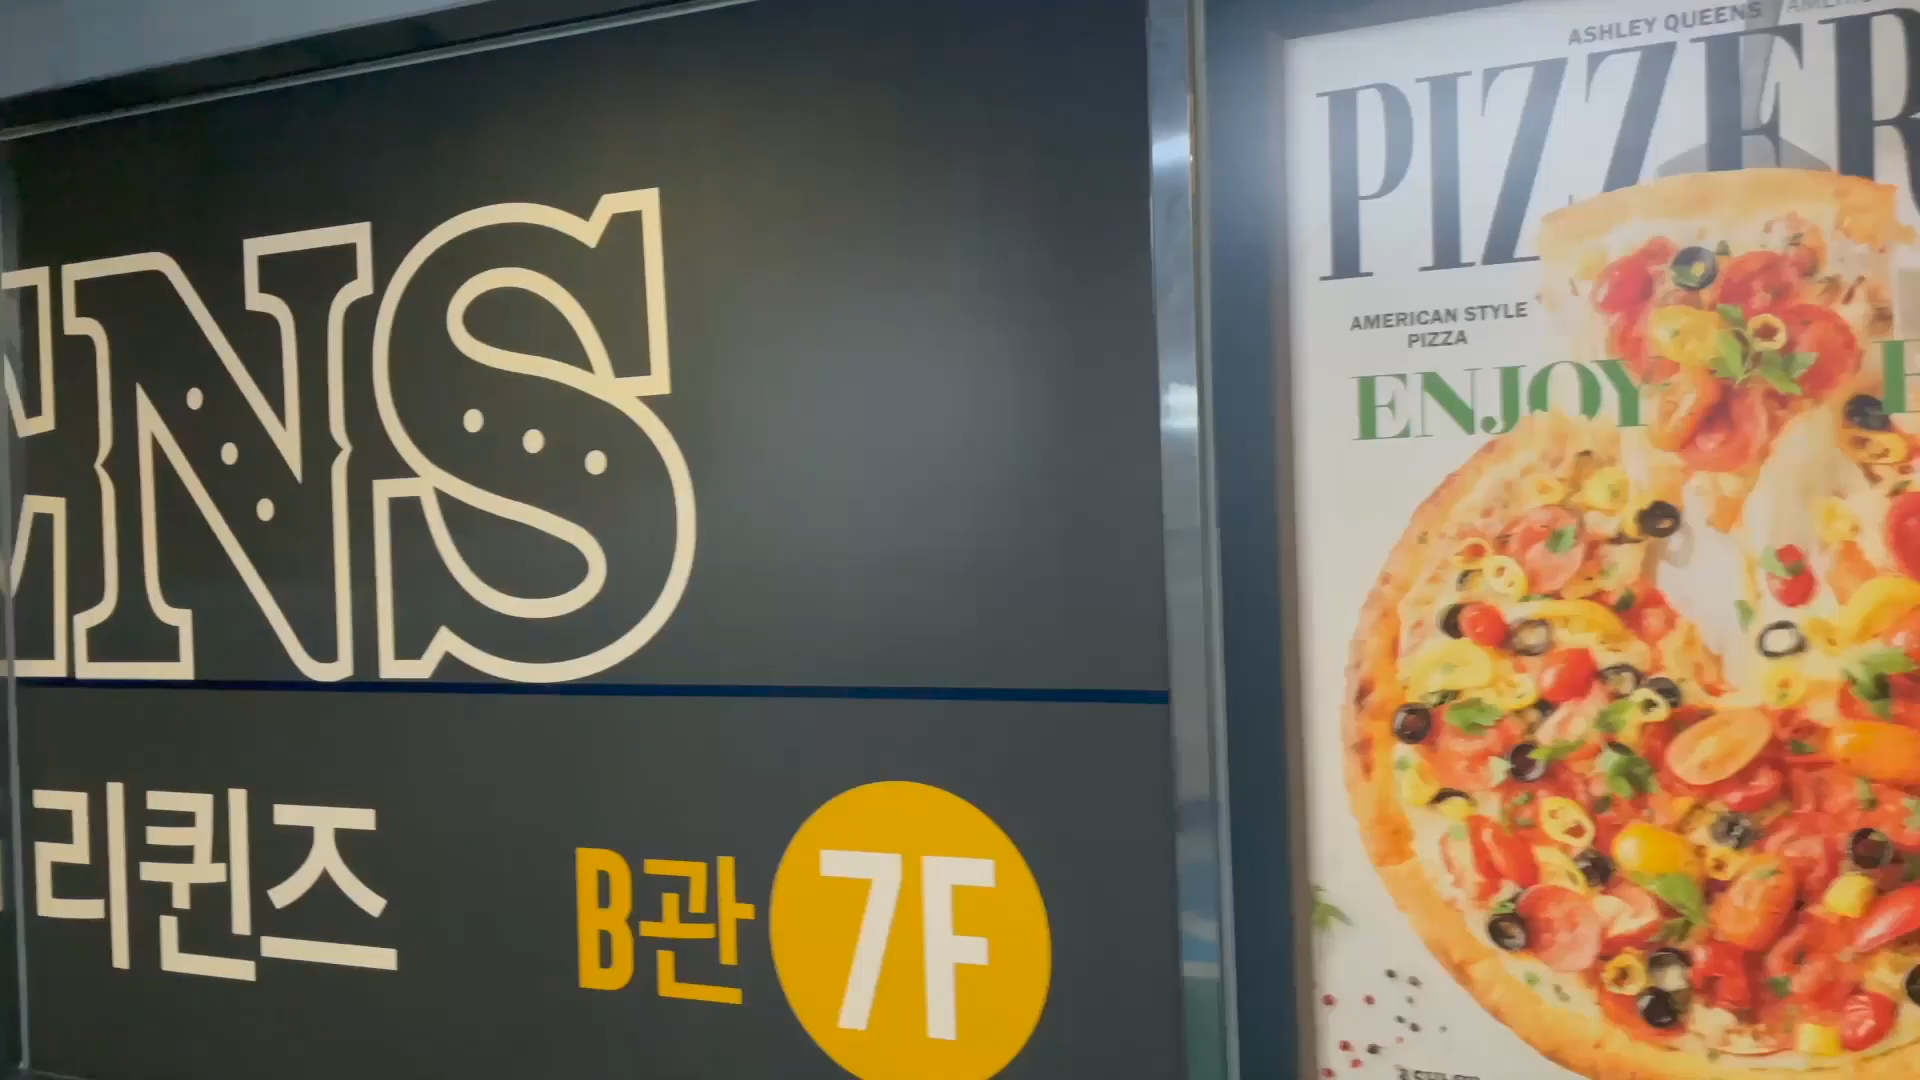 ENS
리퀸즈
B관 7F
ASHLEY QUEENS
PIZZER
AMERICAN STYLE
PIZZA
ENJOY